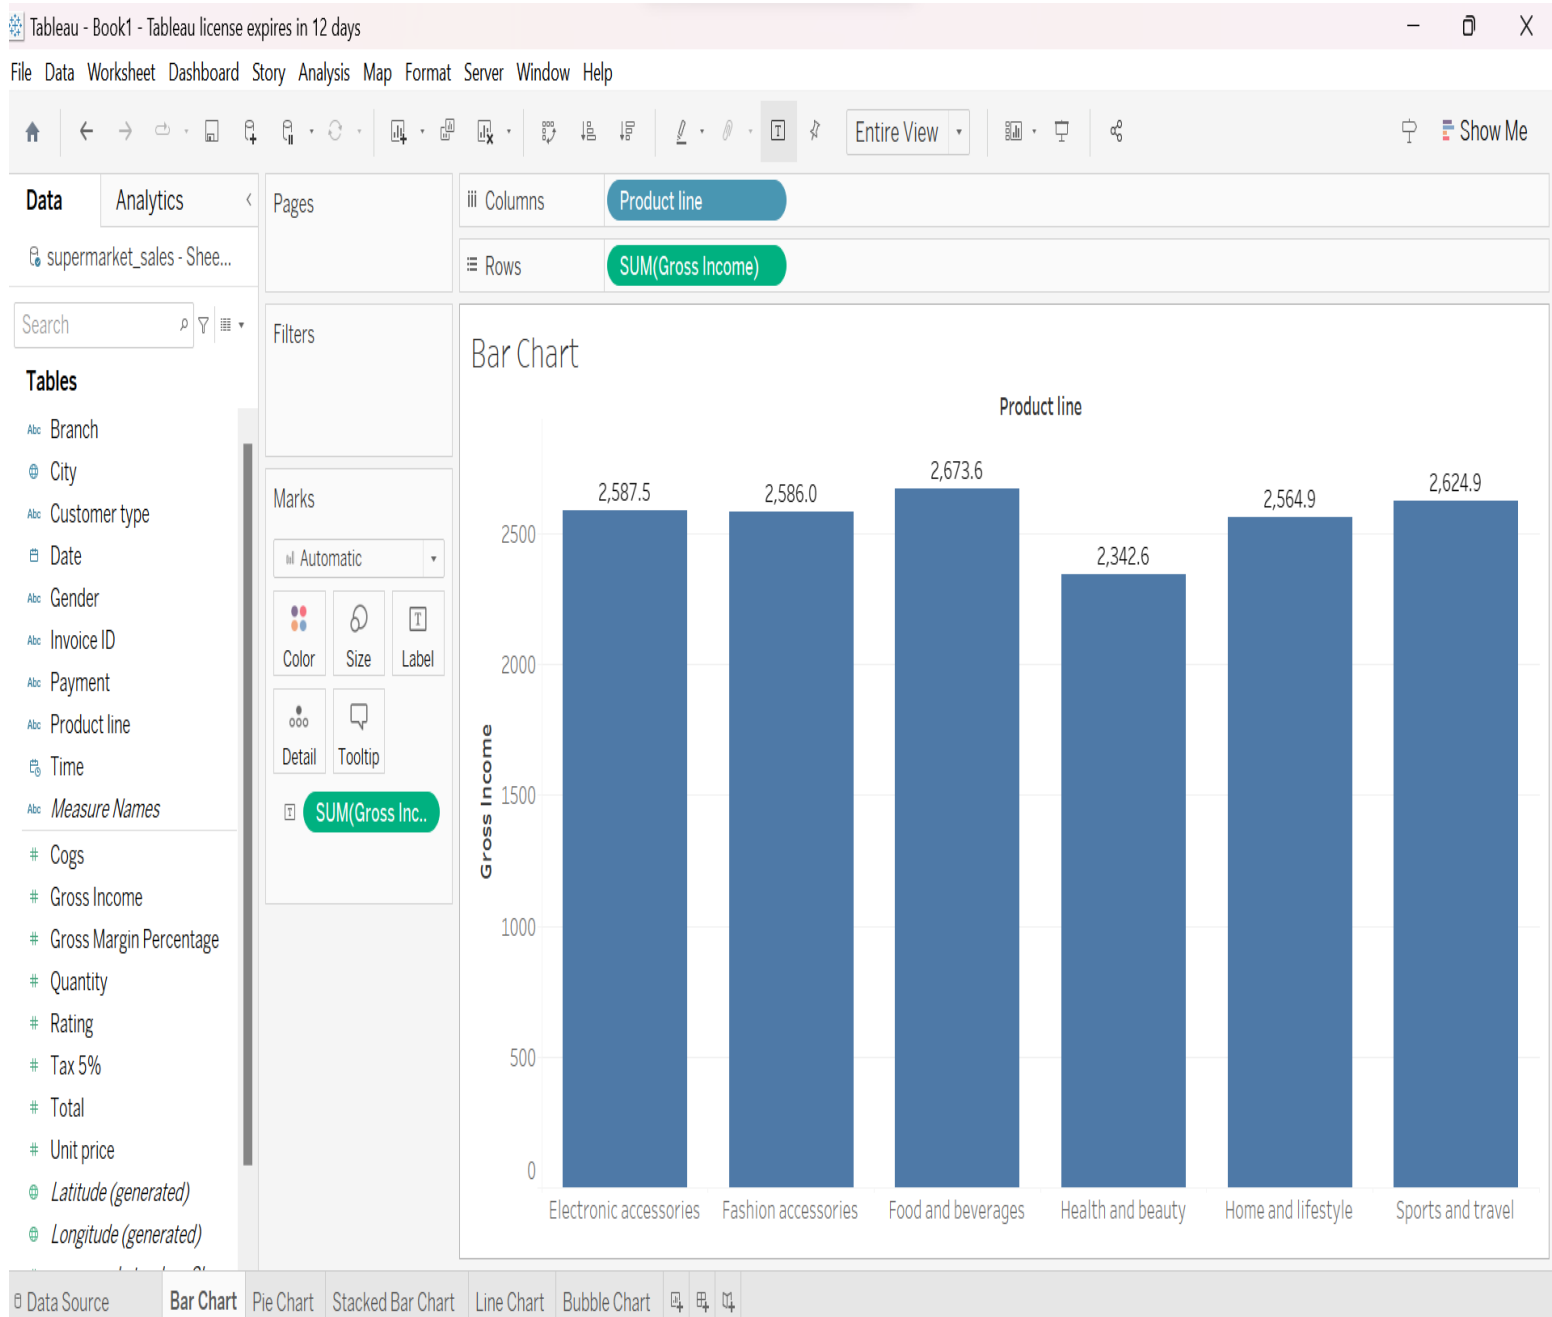 Tableau - Book1 - Tableau license expires in 12 days
File Data Worksheet Dashboard Story Analysis Map Format Server Window Help
Entire View
Show Me
Data Analytics
supermarket_sales - Shee...
Search
Tables
Abc Branch
City
Abc Customer type
Date
Abc Gender
Abc Invoice ID
Abc Payment
Abc Product line
Time
Abc Measure Names
# Cogs
# Gross Income
# Gross Margin Percentage
# Quantity
# Rating
# Tax 5%
# Total
# Unit price
Latitude (generated)
Longitude (generated)
Pages
Filters
Marks
Automatic
Color Size Label
Detail Tooltip
SUM(Gross Inc..
Columns Product line
Rows SUM(Gross Income)
Bar Chart
Product line
2,587.5 2,586.0 2,673.6 2,342.6 2,564.9 2,624.9
Gross Income
2500
2000
1500
1000
500
0
Electronic accessories Fashion accessories Food and beverages Health and beauty Home and lifestyle Sports and travel
Data Source Bar Chart Pie Chart Stacked Bar Chart Line Chart Bubble Chart